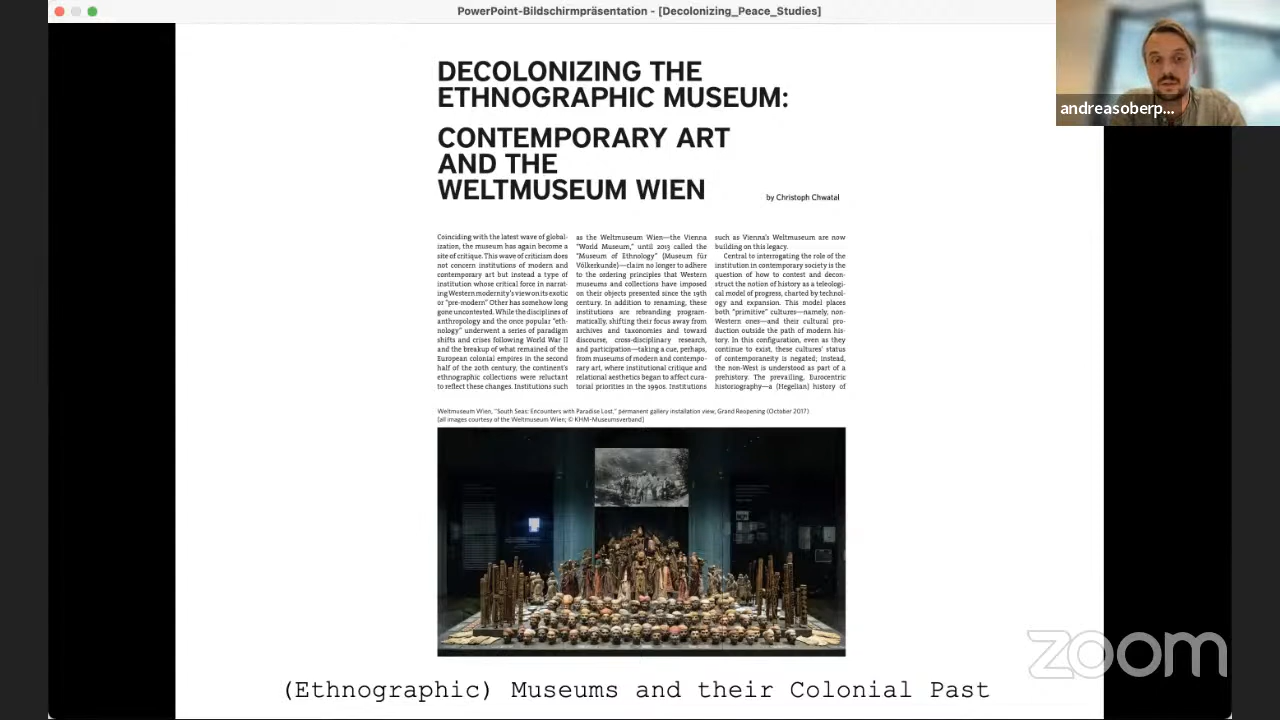 PowerPoint-Bildschirmpräsentation - [Decolonizing_Peace_Studies]
andreasoberp...
DECOLONIZING THE
ETHNOGRAPHIC MUSEUM:
CONTEMPORARY ART
AND THE
WELTMUSEUM WIEN
by Christoph Chwatal
Coinciding with the latest wave of global-
ization, the museum has again become a
site of critique. This wave of criticism does
not concern institutions of modern and
contemporary art but instead a type of
institution whose critical force in narrat-
ing Western modernity's view on its exotic
or "pre-modern" Other has somehow long
gone uncontested. While the disciplines of
anthropology and the once popular "eth-
nology" underwent a series of paradigm
shifts and crises following World War II
and the breakup of what remained of the
European colonial empires in the second
half of the 20th century, the continent's
ethnographic collections were reluctant
to reflect these changes. Institutions such
as the Weltmuseum Wien—the Vienna
"World Museum," until 2013 called the
"Museum of Ethnology" (Museum für
Völkerkunde)—claim no longer to adhere
to the ordering principles that Western
museums and collections have imposed
on their objects presented since the 19th
century. In addition to renaming, these
institutions are rebranding program-
matically, shifting their focus away from
archives and taxonomies and toward
discourse, cross-disciplinary research,
and participation—taking a cue, perhaps,
from museums of modern and contempo-
rary art, where institutional critique and
relational aesthetics began to affect cura-
torial priorities in the 1990s. Institutions
such as Vienna's Weltmuseum are now
building on this legacy.
Central to interrogating the role of the
institution in contemporary society is the
question of how to contest and decon-
struct the notion of history as a teleologi-
cal model of progress, charted by technol-
ogy and expansion. This model places
both "primitive" cultures—namely, non-
Western ones—and their cultural pro-
duction outside the path of modern his-
tory. In this configuration, even as they
continue to exist, these cultures' status
of contemporaneity is negated; instead,
the non-West is understood as part of a
prehistory. The prevailing, Eurocentric
historiography—a (Hegelian) history of
Weltmuseum Wien, "South Seas: Encounters with Paradise Lost," permanent gallery installation view, Grand Reopening (October 2017)
[all images courtesy of the Weltmuseum Wien; © KHM-Museumsverband]
(Ethnographic) Museums and their Colonial Past
zoom